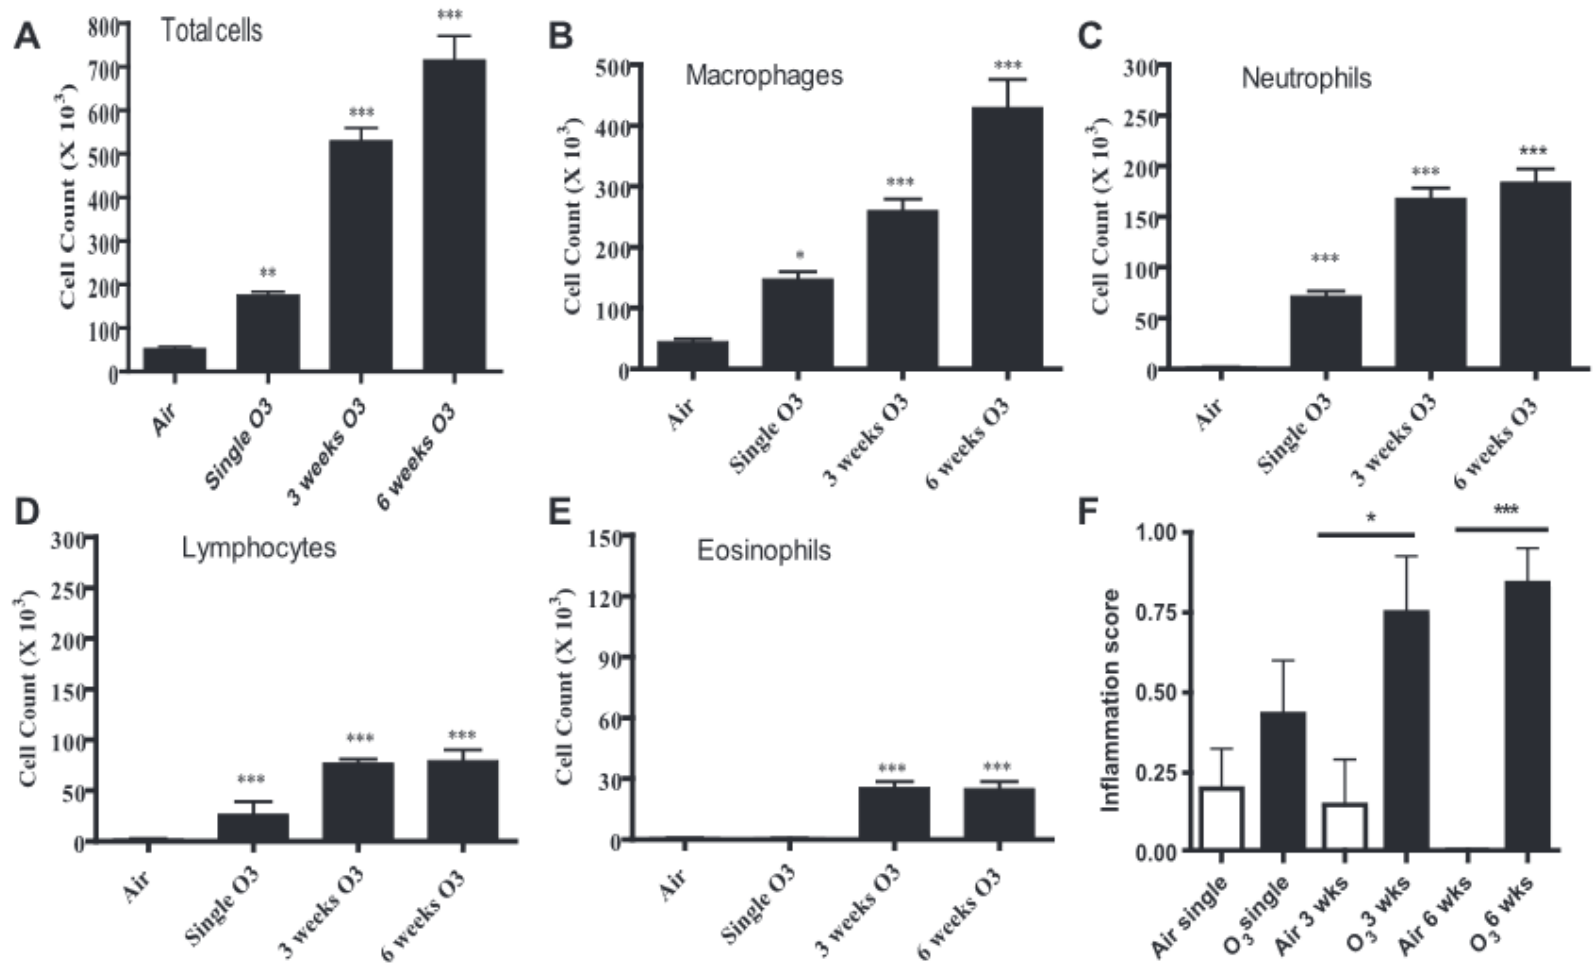 A
Total cells
***
***
**
Cell Count (X 10³)
800
700
600
500
400
300
200
100
0
Air
Single O3
3 weeks O3
6 weeks O3
B
Macrophages
***
***
*
Cell Count (X 10³)
500
400
300
200
100
0
Air
Single O3
3 weeks O3
6 weeks O3
C
Neutrophils
***
***
***
Cell Count (X 10³)
300
250
200
150
100
50
0
Air
Single O3
3 weeks O3
6 weeks O3
D
Lymphocytes
***
***
***
Cell Count (X 10³)
300
250
200
150
100
50
0
Air
Single O3
3 weeks O3
6 weeks O3
E
Eosinophils
***
***
Cell Count (X 10³)
150
120
90
60
30
0
Air
Single O3
3 weeks O3
6 weeks O3
F
*
***
Inflammation score
1.00
0.75
0.50
0.25
0.00
Air single
O₃ single
Air 3 wks
O₃ 3 wks
Air 6 wks
O₃ 6 wks